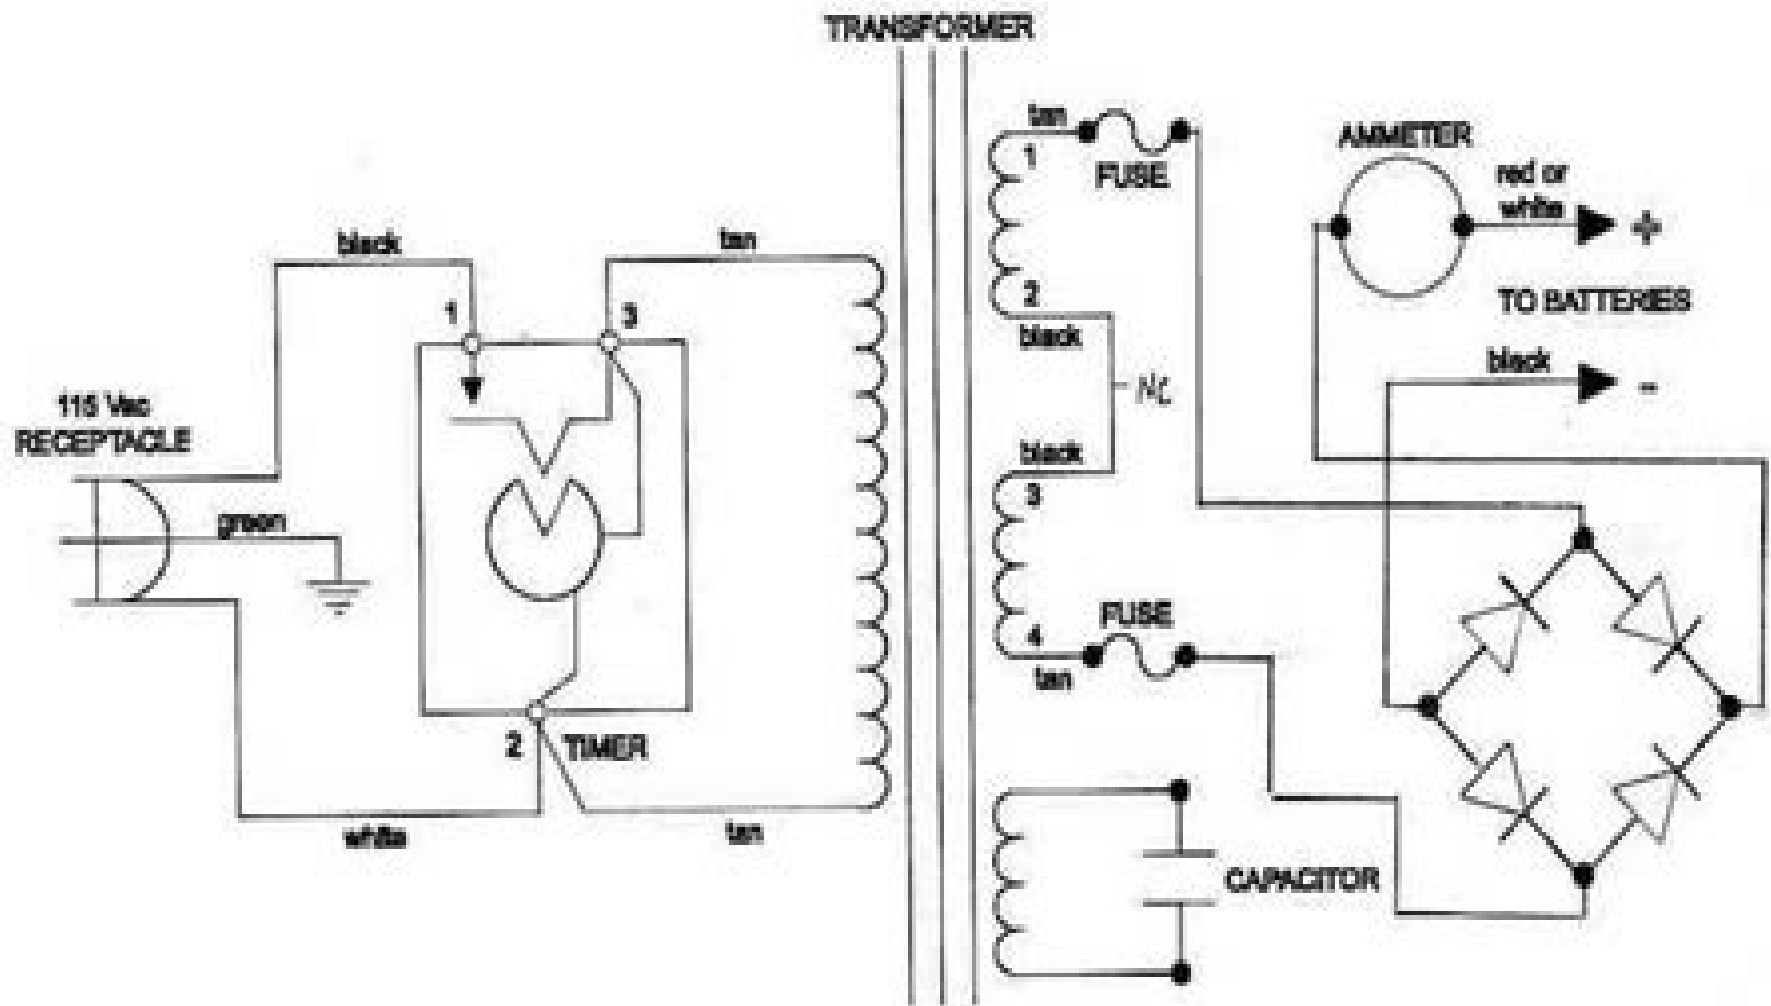 TRANSFORMER
tan
1
FUSE
AMMETER
red or
white
+
black
tan
2
black
TO BATTERIES
1
3
black
-
NC
115 Vac
RECEPTACLE
black
3
green
FUSE
4
tan
2
TIMER
white
tan
CAPACITOR